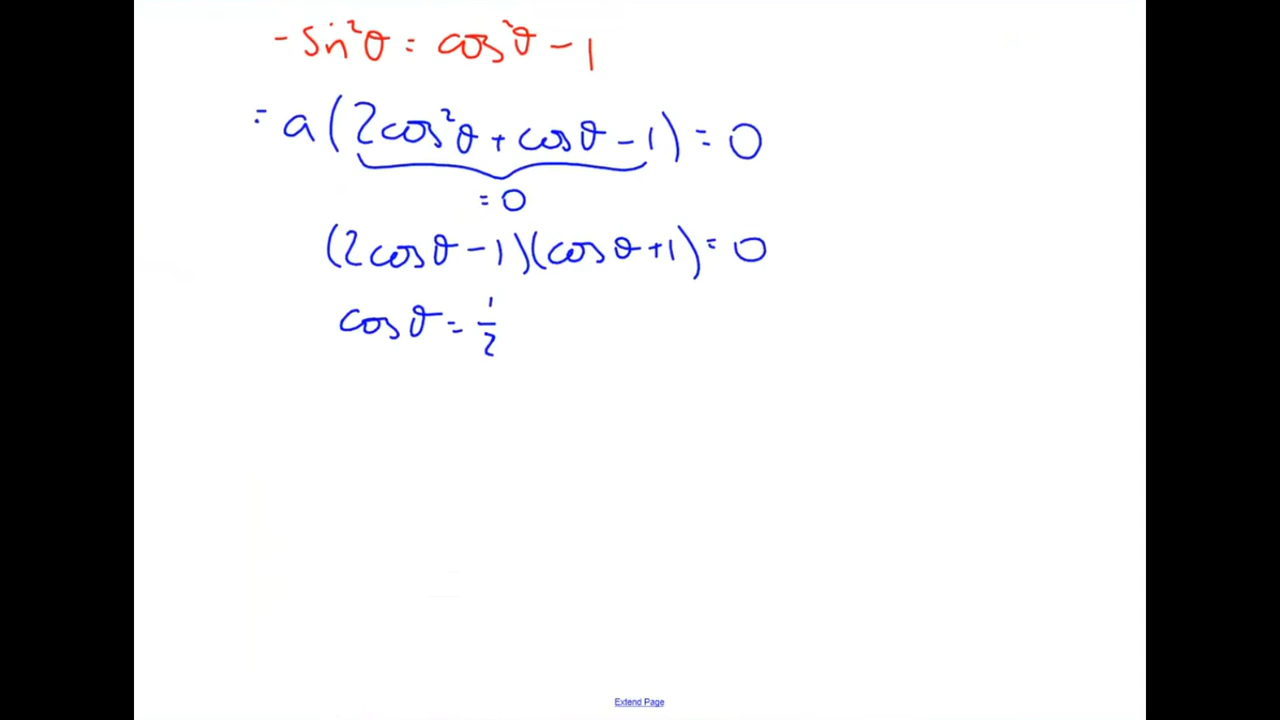 - sin²θ = cos²θ - 1
= a(2cos²θ + cosθ - 1) = 0
= 0
(2cosθ - 1)(cosθ + 1) = 0
cosθ = 1/2
Extend Page